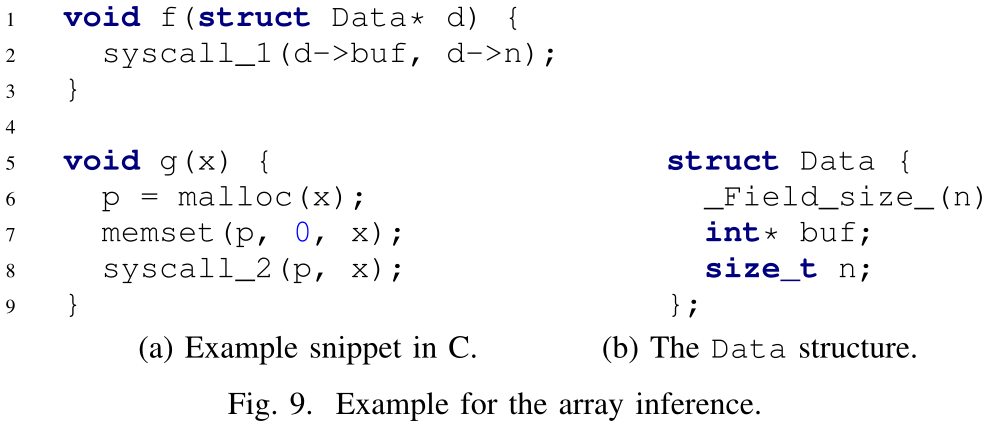 1 void f(struct Data* d) {
2 syscall_1(d->buf, d->n);
3 }
4
5 void g(x) {
6 p = malloc(x);
7 memset(p, 0, x);
8 syscall_2(p, x);
9 }
(a) Example snippet in C.
struct Data {
_Field_size_(n)
int* buf;
size_t n;
};
(b) The Data structure.
Fig. 9. Example for the array inference.